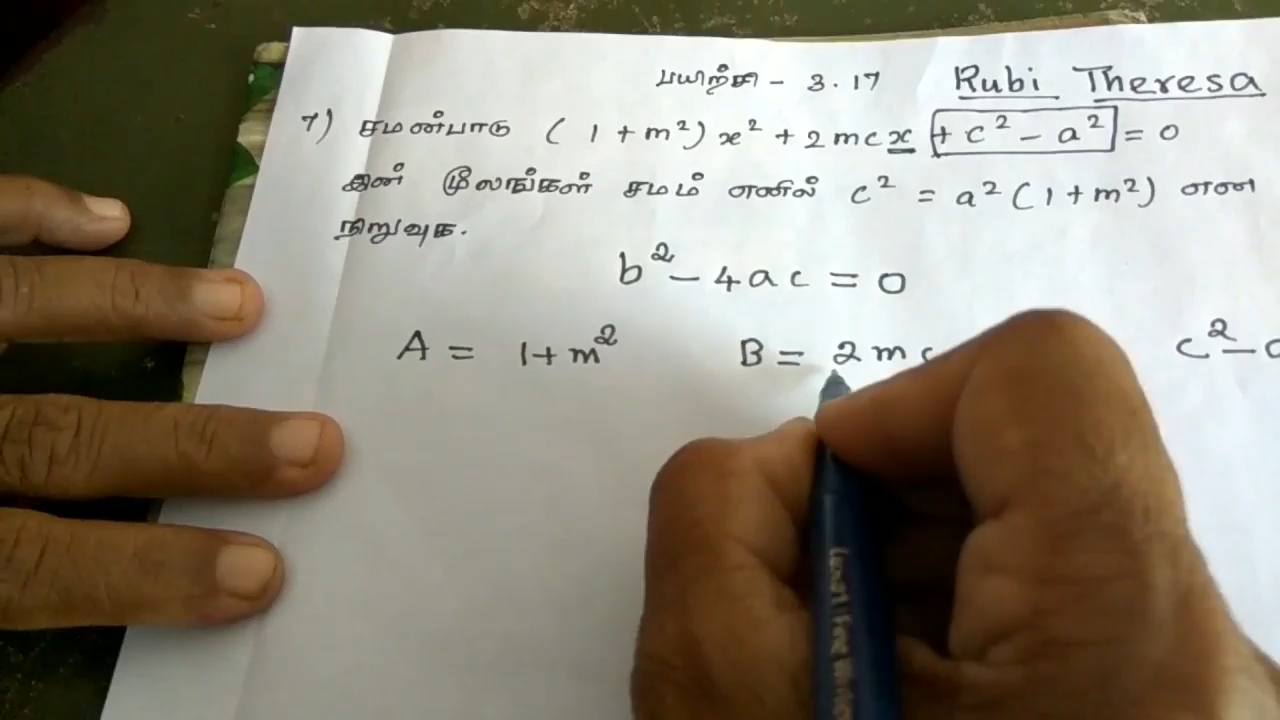 பயிற்சி - 3.17 Rubi Theresa
7) சமன்பாடு (1+m²)x² + 2mcx + c² - a² = 0
இன் மூலங்கள் சமம் எனில் c² = a²(1+m²) என
நிறுவுக.
b² - 4ac = 0
A = 1+m² B = 2mc c² -